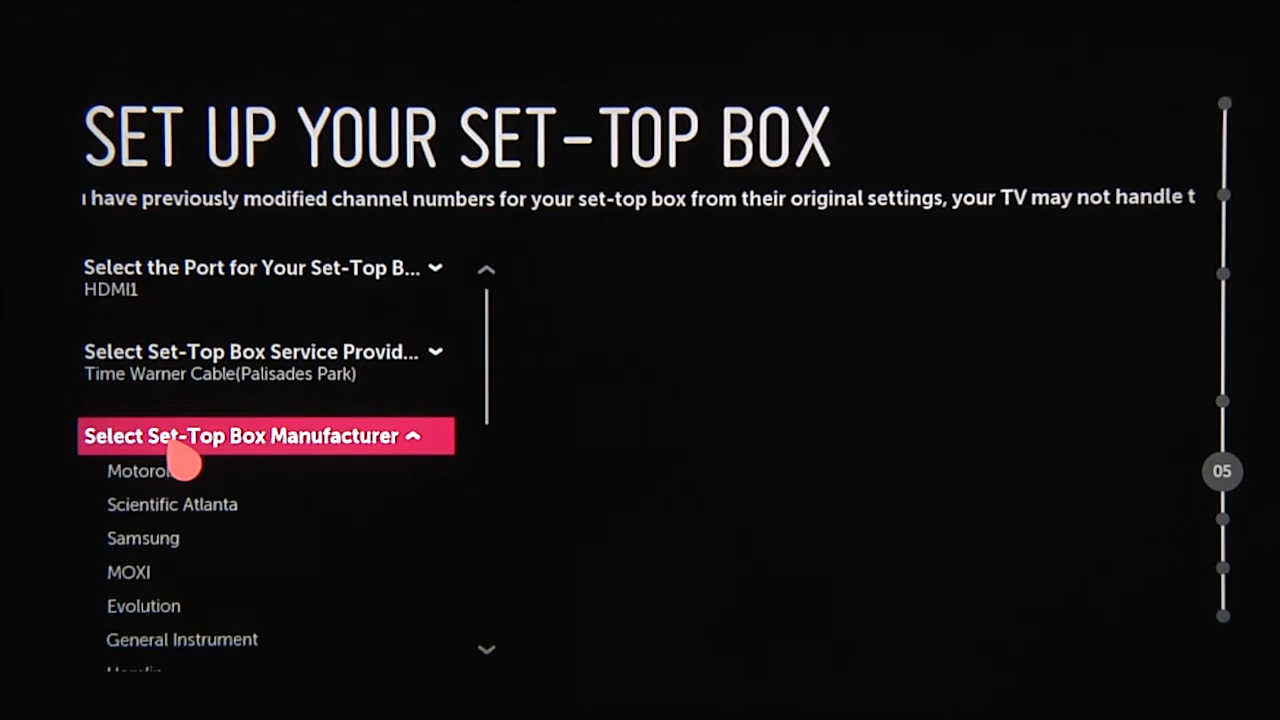 SET UP YOUR SET-TOP BOX
have previously modified channel numbers for your set-top box from their original settings, your TV may not handle t
Select the Port for Your Set-Top B...
HDMI1
Select Set-Top Box Service Provid...
Time Warner Cable(Palisades Park)
Select Set-Top Box Manufacturer
Motorol
05
Scientific Atlanta
Samsung
MOXI
Evolution
General Instrument